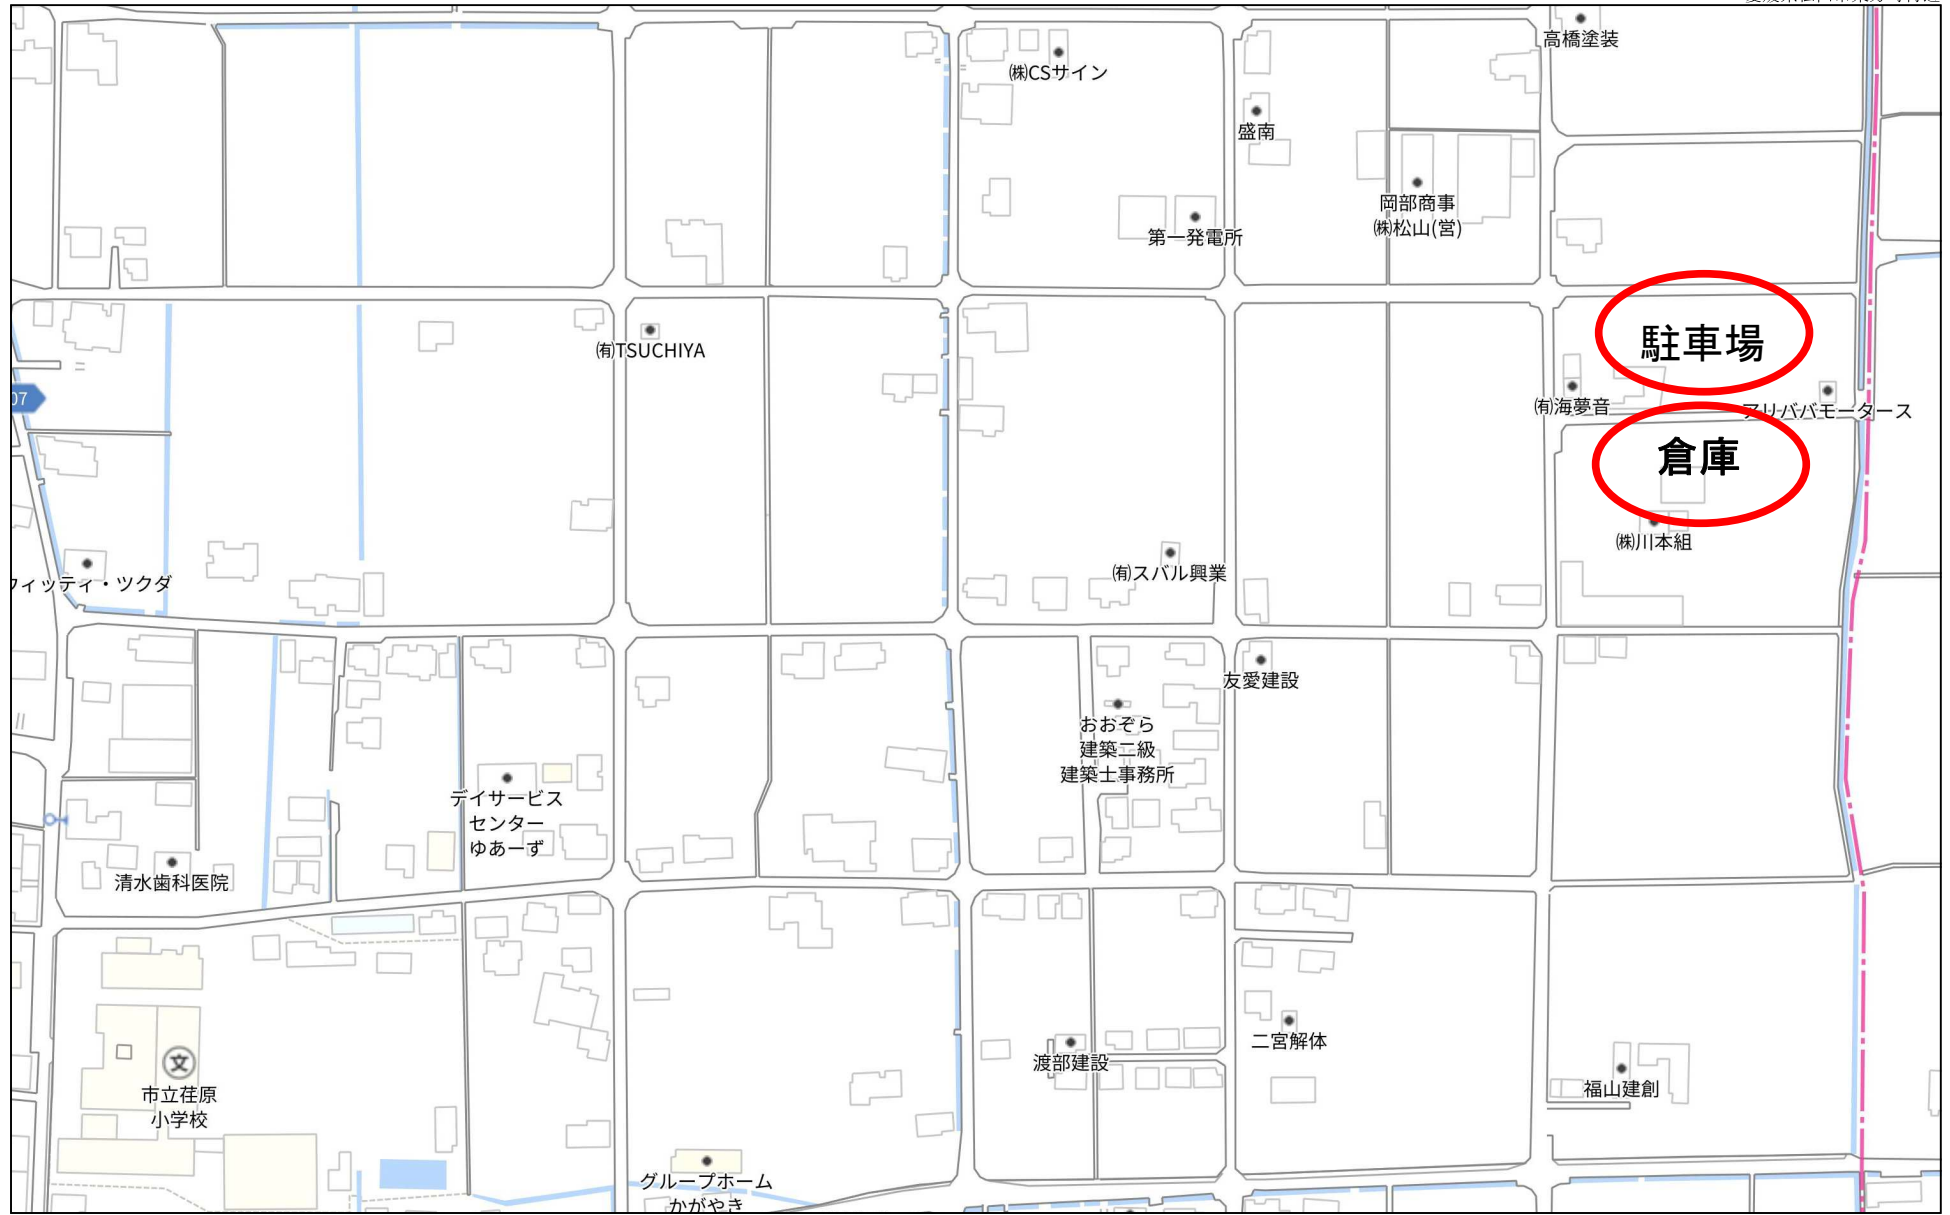 高橋塗装
㈱CSサイン
盛南
岡部商事
㈱松山(営)
第一発電所
駐車場
㈲TSUCHIYA
07
㈲海夢音
アリババモータース
倉庫
㈱川本組
㈲スバル興業
フィッティ・ツクダ
友愛建設
おおぞら
建築二級
建築士事務所
デイサービス
センター
ゆあーず
清水歯科医院
二宮解体
渡部建設
文
市立荏原
小学校
福山建創
グループホーム
かがやき